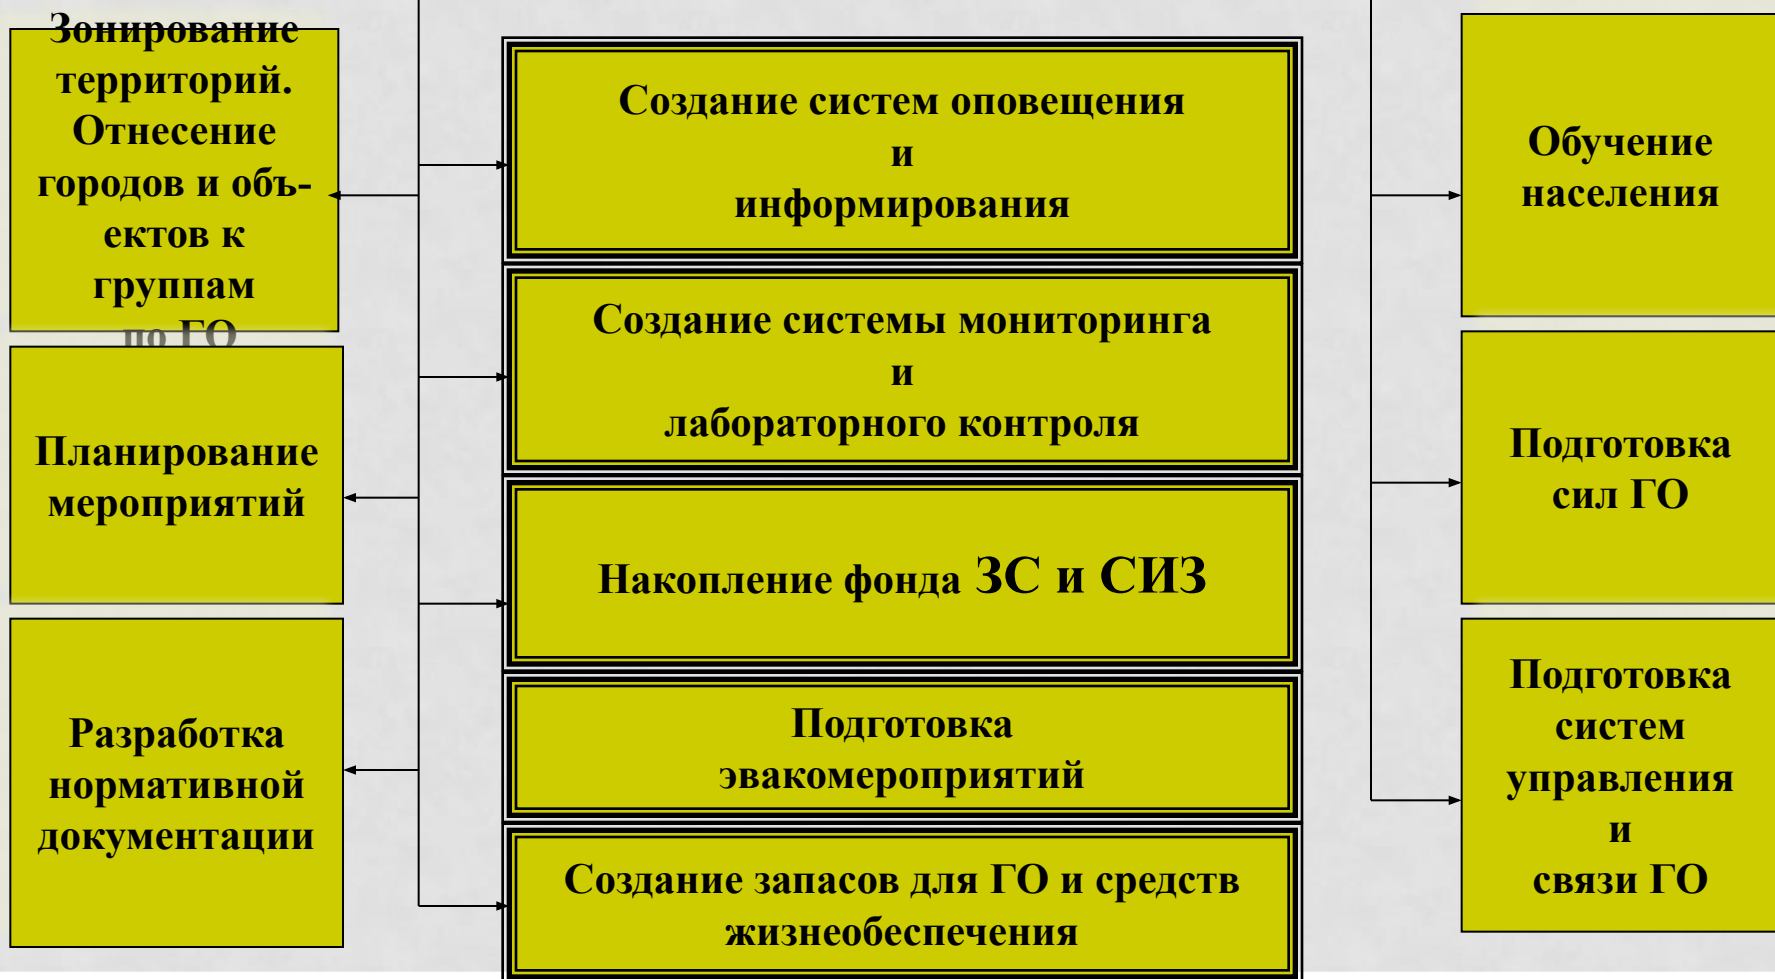 Зонирование
территорий.
Отнесение
городов и объ-
ектов к
группам
по ГО
Планирование
мероприятий
Разработка
нормативной
документации
Создание систем оповещения
и
информирования
Создание системы мониторинга
и
лабораторного контроля
Накопление фонда ЗС и СИЗ
Подготовка
эвакомероприятий
Создание запасов для ГО и средств
жизнеобеспечения
Обучение
населения
Подготовка
сил ГО
Подготовка
систем
управления
и
связи ГО